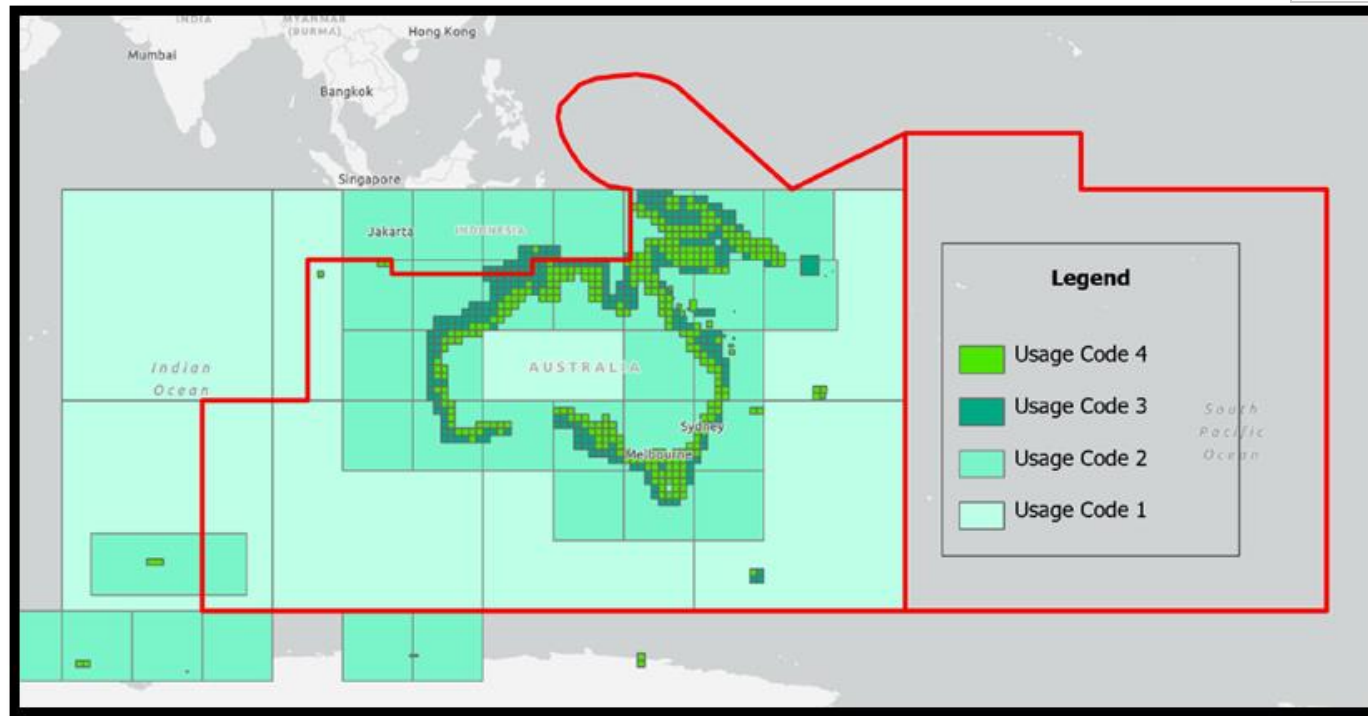 INDIA
MYANMAR
(BURMA)
Hong Kong
Mumbai
Bangkok
Singapore
Jakarta
INDONESIA
Legend
Usage Code 4
Usage Code 3
Usage Code 2
Usage Code 1
Indian
Ocean
AUSTRALIA
South
Pacific
Ocean
Sydney
Melbourne